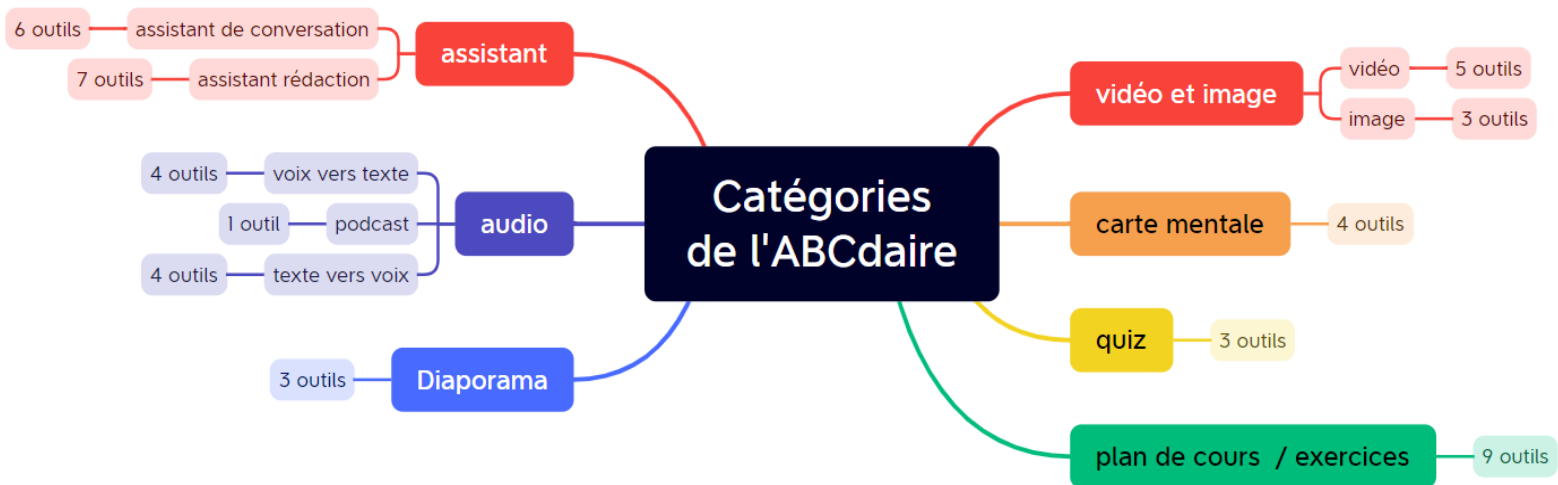 Catégories
de l'ABCdaire
assistant
assistant de conversation
6 outils
assistant rédaction
7 outils
audio
voix vers texte
4 outils
podcast
1 outil
texte vers voix
4 outils
Diaporama
3 outils
vidéo et image
vidéo
5 outils
image
3 outils
carte mentale
4 outils
quiz
3 outils
plan de cours / exercices
9 outils